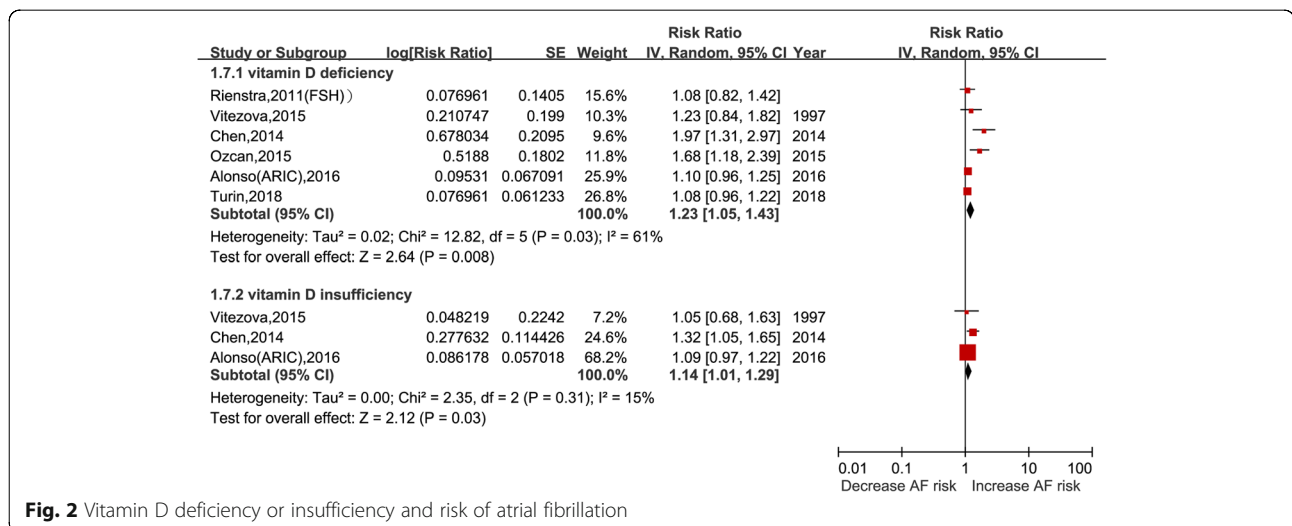 Risk Ratio Risk Ratio
Study or Subgroup log[Risk Ratio] SE Weight IV, Random, 95% CI Year IV, Random, 95% CI
1.7.1 vitamin D deficiency
Rienstra,2011(FSH)） 0.076961 0.1405 15.6% 1.08 [0.82, 1.42]
Vitezova,2015 0.210747 0.199 10.3% 1.23 [0.84, 1.82] 1997
Chen,2014 0.678034 0.2095 9.6% 1.97 [1.31, 2.97] 2014
Ozcan,2015 0.5188 0.1802 11.8% 1.68 [1.18, 2.39] 2015
Alonso(ARIC),2016 0.09531 0.067091 25.9% 1.10 [0.96, 1.25] 2016
Turin,2018 0.076961 0.061233 26.8% 1.08 [0.96, 1.22] 2018
Subtotal (95% CI) 100.0% 1.23 [1.05, 1.43]
Heterogeneity: Tau² = 0.02; Chi² = 12.82, df = 5 (P = 0.03); I² = 61%
Test for overall effect: Z = 2.64 (P = 0.008)
1.7.2 vitamin D insufficiency
Vitezova,2015 0.048219 0.2242 7.2% 1.05 [0.68, 1.63] 1997
Chen,2014 0.277632 0.114426 24.6% 1.32 [1.05, 1.65] 2014
Alonso(ARIC),2016 0.086178 0.057018 68.2% 1.09 [0.97, 1.22] 2016
Subtotal (95% CI) 100.0% 1.14 [1.01, 1.29]
Heterogeneity: Tau² = 0.00; Chi² = 2.35, df = 2 (P = 0.31); I² = 15%
Test for overall effect: Z = 2.12 (P = 0.03)
0.01 0.1 1 10 100
Decrease AF risk Increase AF risk
Fig. 2 Vitamin D deficiency or insufficiency and risk of atrial fibrillation